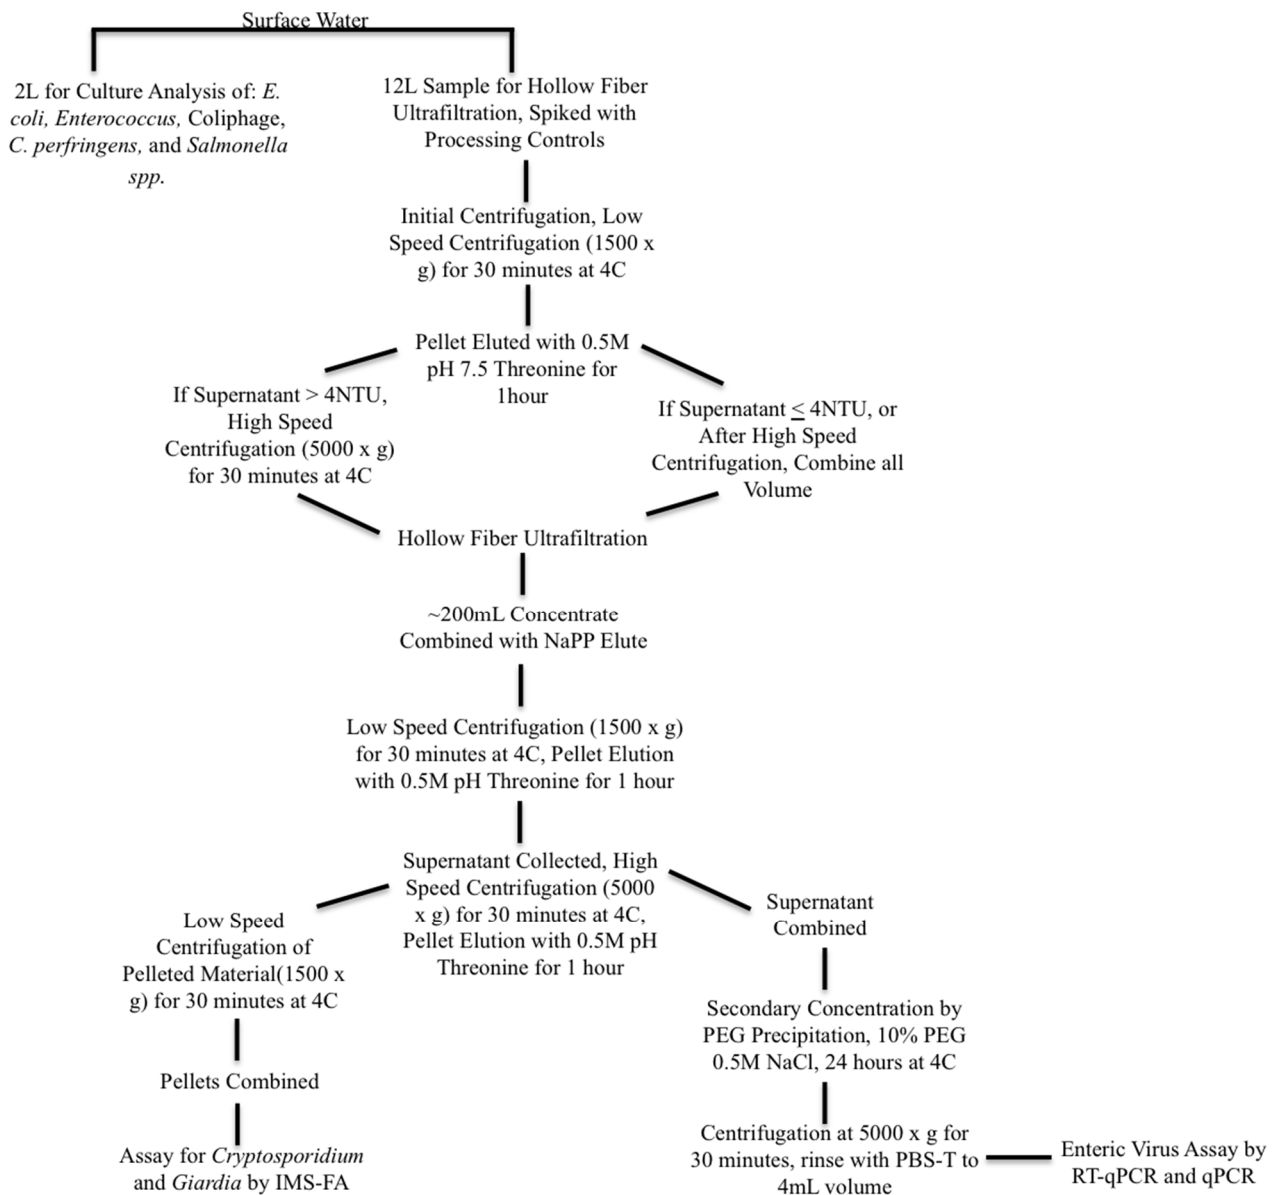 Surface Water
2L for Culture Analysis of: E.
coli, Enterococcus, Coliphage,
C. perfringens, and Salmonella
spp.
12L Sample for Hollow Fiber
Ultrafiltration, Spiked with
Processing Controls
Initial Centrifugation, Low
Speed Centrifugation (1500 x
g) for 30 minutes at 4C
Pellet Eluted with 0.5M
pH 7.5 Threonine for
1hour
If Supernatant > 4NTU,
High Speed
Centrifugation (5000 x g)
for 30 minutes at 4C
If Supernatant ≤ 4NTU, or
After High Speed
Centrifugation, Combine all
Volume
Hollow Fiber Ultrafiltration
~200mL Concentrate
Combined with NaPP Elute
Low Speed Centrifugation (1500 x g)
for 30 minutes at 4C, Pellet Elution
with 0.5M pH Threonine for 1 hour
Supernatant Collected, High
Speed Centrifugation (5000
x g) for 30 minutes at 4C,
Pellet Elution with 0.5M pH
Threonine for 1 hour
Low Speed
Centrifugation of
Pelleted Material(1500 x
g) for 30 minutes at 4C
Pellets Combined
Assay for Cryptosporidium
and Giardia by IMS-FA
Supernatant
Combined
Secondary Concentration by
PEG Precipitation, 10% PEG
0.5M NaCl, 24 hours at 4C
Centrifugation at 5000 x g for
30 minutes, rinse with PBS-T to
4mL volume
Enteric Virus Assay by
RT-qPCR and qPCR